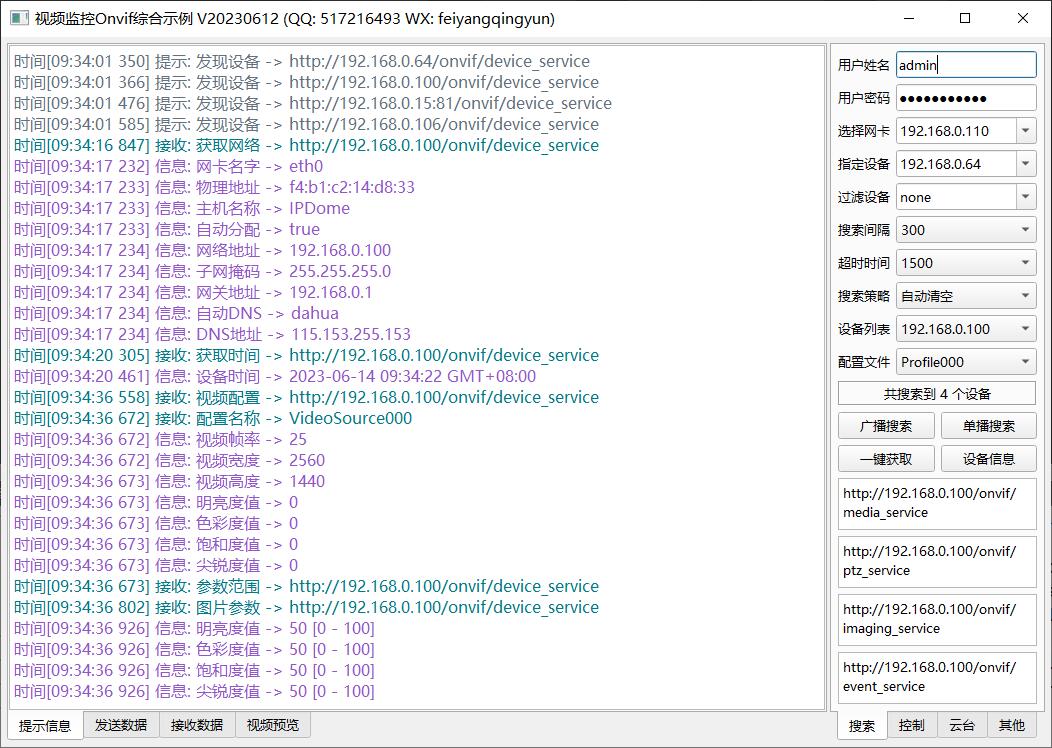 视频监控Onvif综合示例 V20230612 (QQ: 517216493 WX: feiyangqingyun)
时间[09:34:01 350] 提示: 发现设备 -> http://192.168.0.64/onvif/device_service
时间[09:34:01 366] 提示: 发现设备 -> http://192.168.0.100/onvif/device_service
时间[09:34:01 476] 提示: 发现设备 -> http://192.168.0.15:81/onvif/device_service
时间[09:34:01 585] 提示: 发现设备 -> http://192.168.0.106/onvif/device_service
时间[09:34:16 847] 接收: 获取网络 -> http://192.168.0.100/onvif/device_service
时间[09:34:17 232] 信息: 网卡名字 -> eth0
时间[09:34:17 233] 信息: 物理地址 -> f4:b1:c2:14:d8:33
时间[09:34:17 233] 信息: 主机名称 -> IPDome
时间[09:34:17 233] 信息: 自动分配 -> true
时间[09:34:17 234] 信息: 网络地址 -> 192.168.0.100
时间[09:34:17 234] 信息: 子网掩码 -> 255.255.255.0
时间[09:34:17 234] 信息: 网关地址 -> 192.168.0.1
时间[09:34:17 234] 信息: 自动DNS -> dahua
时间[09:34:17 234] 信息: DNS地址 -> 115.153.255.153
时间[09:34:20 305] 接收: 获取时间 -> http://192.168.0.100/onvif/device_service
时间[09:34:20 461] 信息: 设备时间 -> 2023-06-14 09:34:22 GMT+08:00
时间[09:34:36 558] 接收: 视频配置 -> http://192.168.0.100/onvif/device_service
时间[09:34:36 672] 接收: 配置名称 -> VideoSource000
时间[09:34:36 672] 信息: 视频帧率 -> 25
时间[09:34:36 672] 信息: 视频宽度 -> 2560
时间[09:34:36 673] 信息: 视频高度 -> 1440
时间[09:34:36 673] 信息: 明亮度值 -> 0
时间[09:34:36 673] 信息: 色彩度值 -> 0
时间[09:34:36 673] 信息: 饱和度值 -> 0
时间[09:34:36 673] 信息: 尖锐度值 -> 0
时间[09:34:36 673] 接收: 参数范围 -> http://192.168.0.100/onvif/device_service
时间[09:34:36 802] 接收: 图片参数 -> http://192.168.0.100/onvif/device_service
时间[09:34:36 926] 信息: 明亮度值 -> 50 [0 - 100]
时间[09:34:36 926] 信息: 色彩度值 -> 50 [0 - 100]
时间[09:34:36 926] 信息: 饱和度值 -> 50 [0 - 100]
时间[09:34:36 926] 信息: 尖锐度值 -> 50 [0 - 100]
提示信息 发送数据 接收数据 视频预览
用户姓名 admin
用户密码 ●●●●●●●●●●●
选择网卡 192.168.0.110
指定设备 192.168.0.64
过滤设备 none
搜索间隔 300
超时时间 1500
搜索策略 自动清空
设备列表 192.168.0.100
配置文件 Profile000
共搜索到 4 个设备
广播搜索 单播搜索
一键获取 设备信息
http://192.168.0.100/onvif/
media_service
http://192.168.0.100/onvif/
ptz_service
http://192.168.0.100/onvif/
imaging_service
http://192.168.0.100/onvif/
event_service
搜索 控制 云台 其他